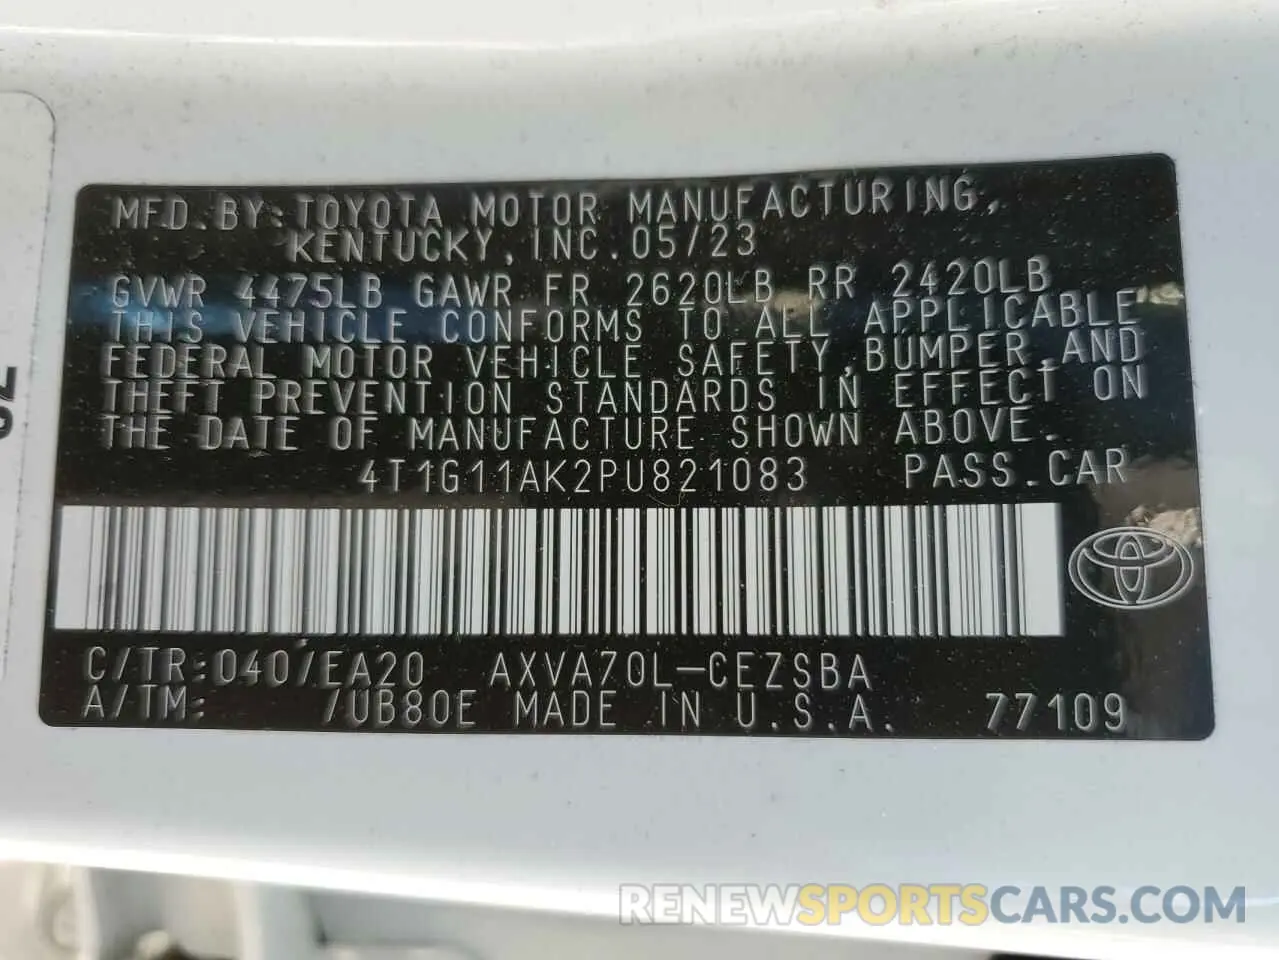 MFD.BY:TOYOTA MOTOR MANUFACTURING,
KENTUCKY,INC.05/23
GVWR 4475LB GAWR FR 2620LB RR 2420LB
THIS VEHICLE CONFORMS TO ALL APPLICABLE
FEDERAL MOTOR VEHICLE SAFETY,BUMPER,AND
THEFT PREVENTION STANDARDS IN EFFECT ON
THE DATE OF MANUFACTURE SHOWN ABOVE.
4T1G11AK2PU821083 PASS.CAR
C/TR:040/EA20 AXVA70L-CEZSBA
A/TM: /UB80E MADE IN U.S.A. 77109
RENEWSPORTSCARS.COM